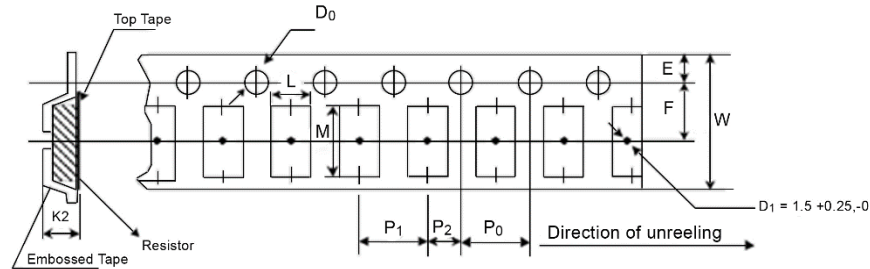 Top Tape
D0
E
L
F
W
M
K2
D1 = 1.5 +0.25,-0
P1
P2
P0
Direction of unreeling
Resistor
Embossed Tape